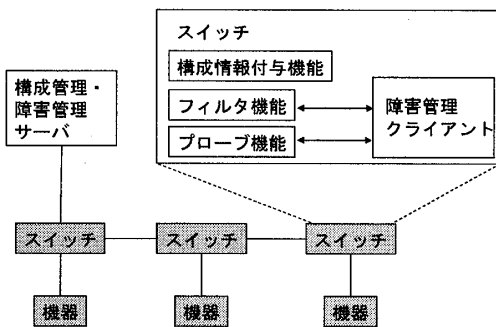 スイッチ
構成情報付与機能
フィルタ機能
プローブ機能
障害管理
クライアント
構成管理・
障害管理
サーバ
スイッチ
スイッチ
スイッチ
機器
機器
機器